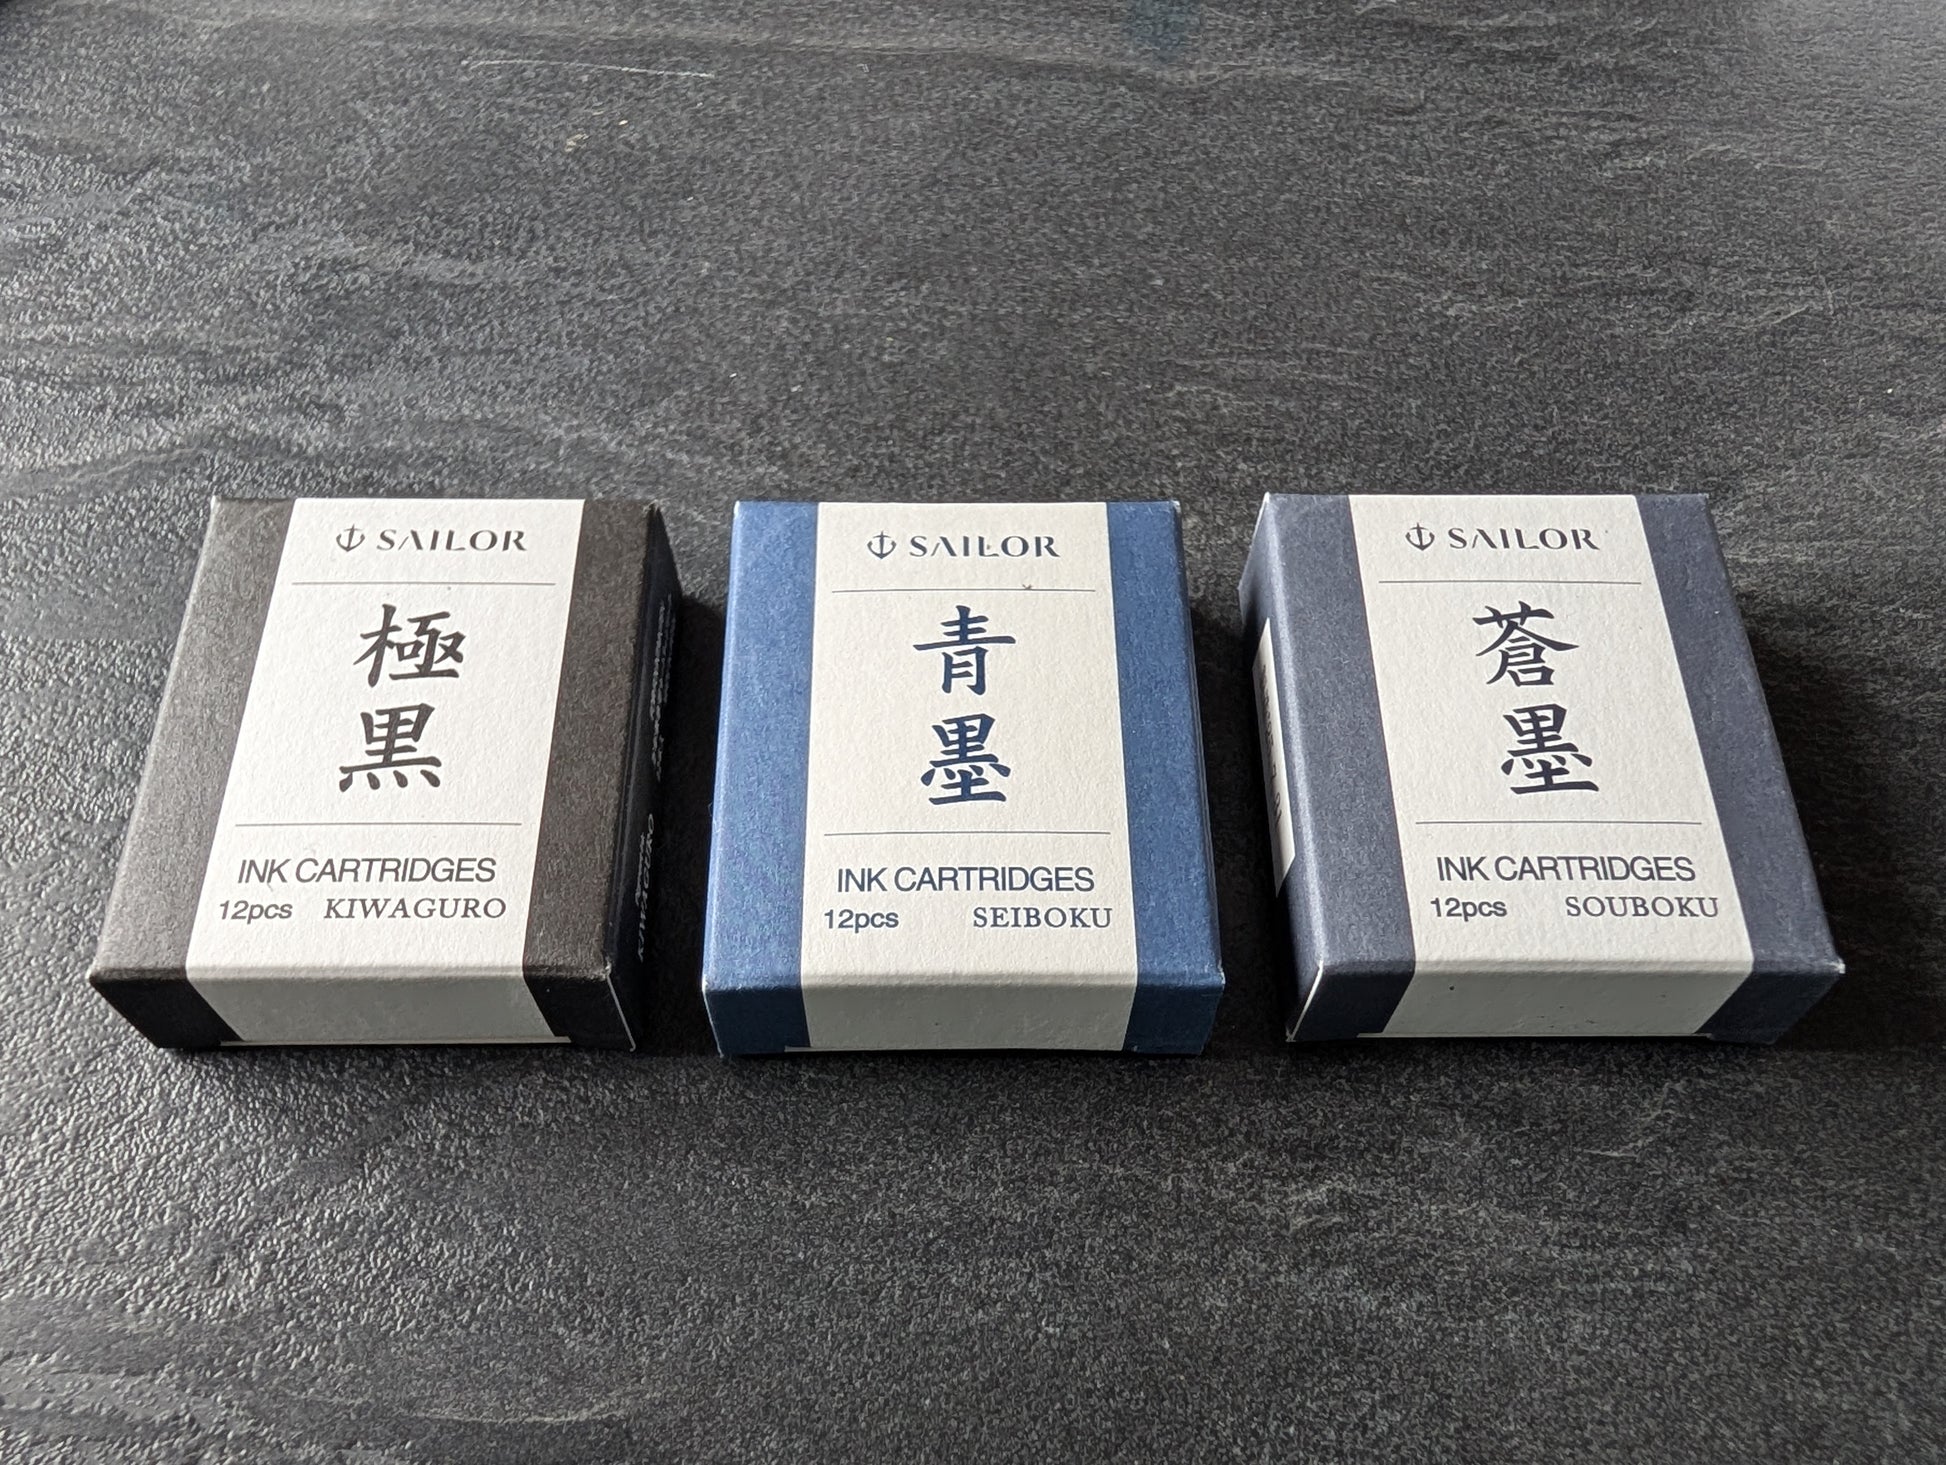 SAILOR
極
黒
INK CARTRIDGES
12pcs KIWAGURO
KIWAGURO
SAILOR
青
墨
INK CARTRIDGES
12pcs SEIBOKU
SAILOR
蒼
墨
INK CARTRIDGES
12pcs SOUBOKU